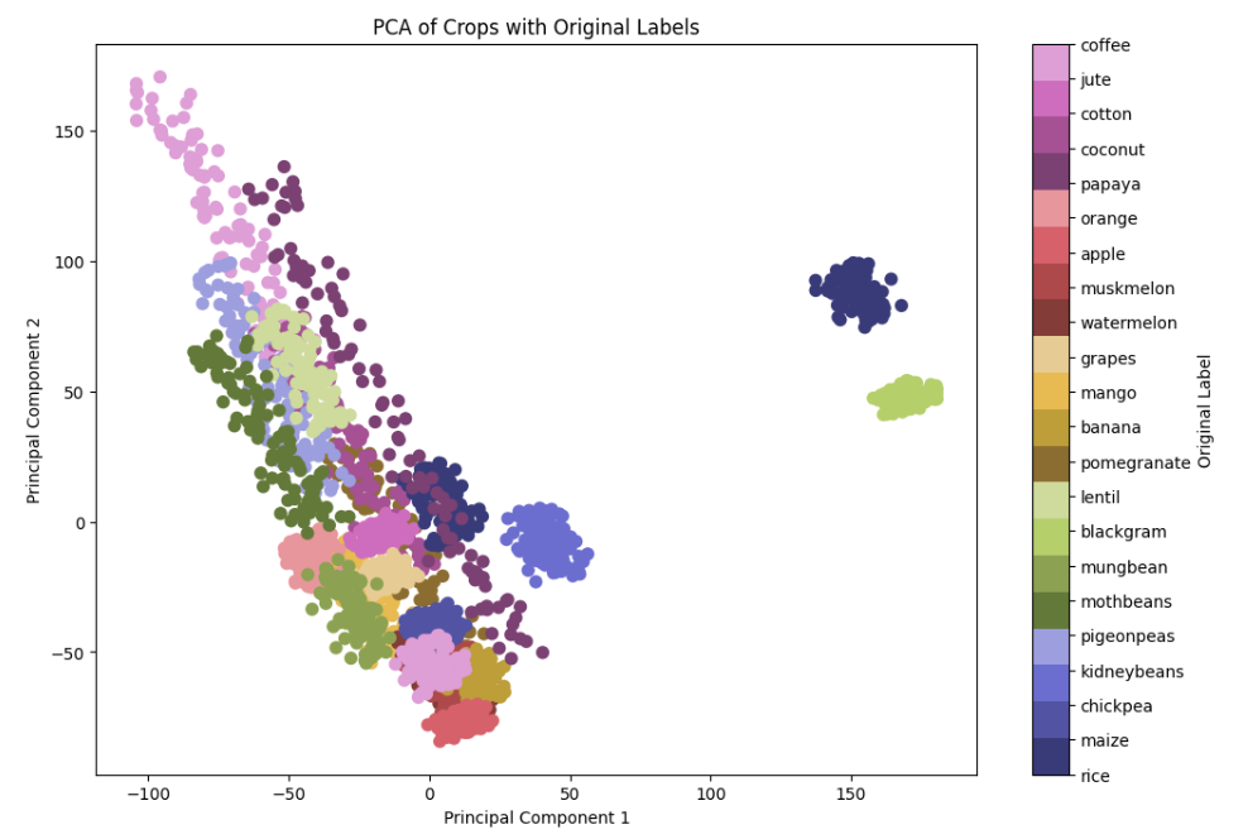 PCA of Crops with Original Labels
Principal Component 2
150
100
50
0
−50
−100
−50
0
50
100
150
Principal Component 1
coffee
jute
cotton
coconut
papaya
orange
apple
muskmelon
watermelon
grapes
mango
banana
pomegranate
lentil
blackgram
mungbean
mothbeans
pigeonpeas
kidneybeans
chickpea
maize
rice
Original Label